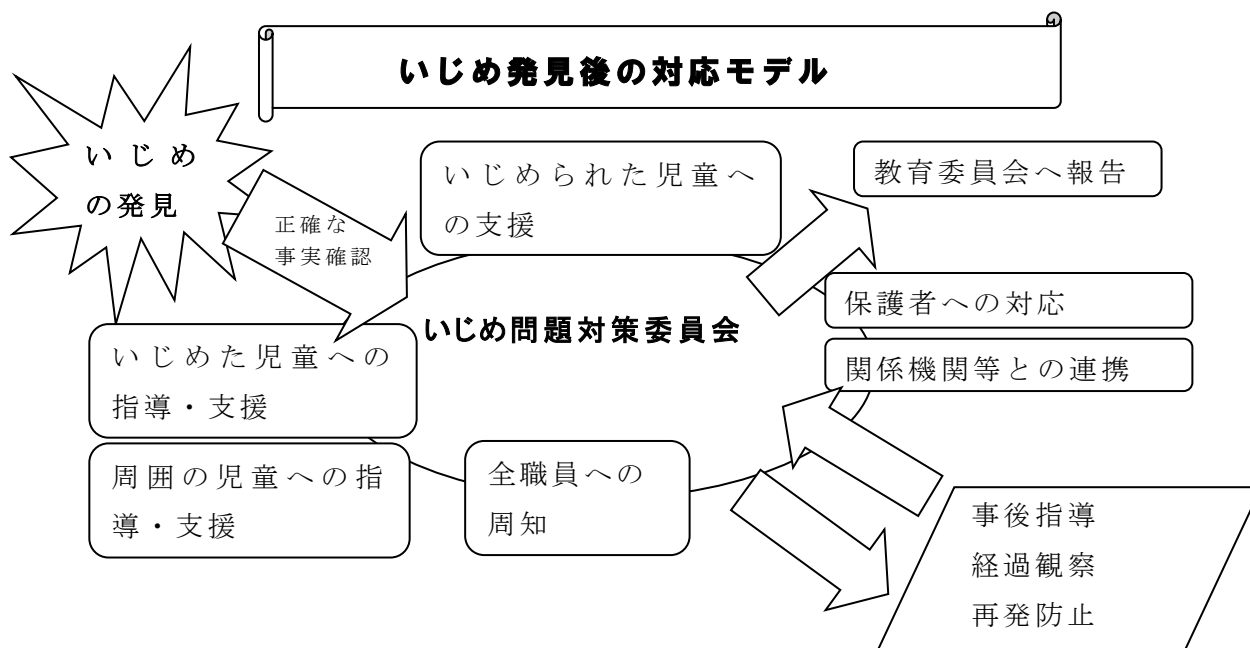 いじめ発見後の対応モデル
いじめ
の発見
正確な
事実確認
いじめられた児童へ
の支援
教育委員会へ報告
保護者への対応
関係機関等との連携
いじめ問題対策委員会
いじめた児童への
指導・支援
周囲の児童への指
導・支援
全職員への
周知
事後指導
経過観察
再発防止